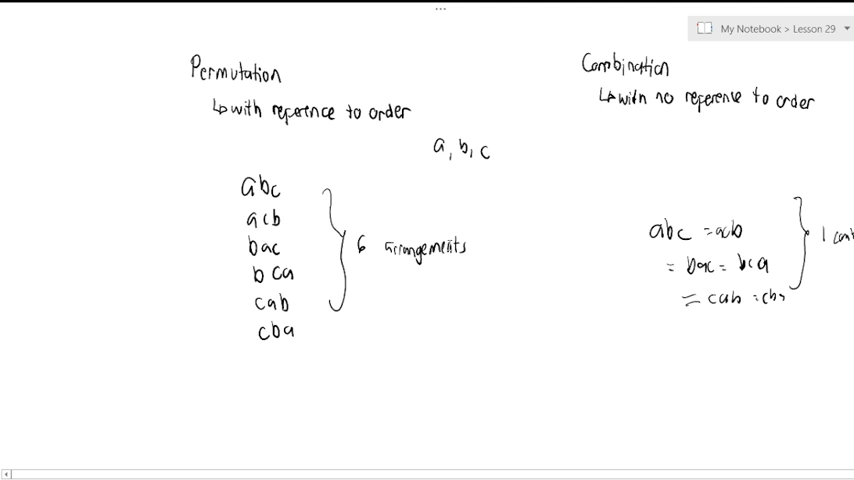 My Notebook > Lesson 29
Permutation
↳ with reference to order
Combination
↳ with no reference to order
a, b, c
abc
acb
bac
bca
cab
cba
6 arrangements
abc = acb
= bac = bca
= cab = cba
1